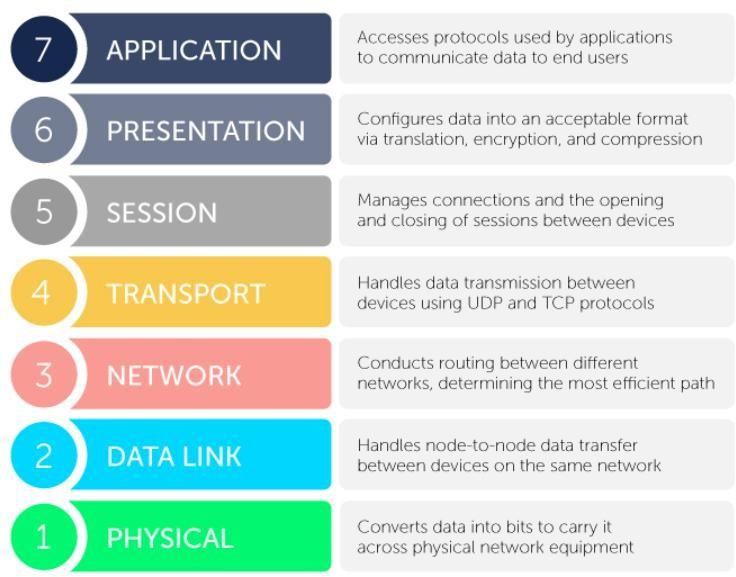 7
APPLICATION
Accesses protocols used by applications
to communicate data to end users
6
PRESENTATION
Configures data into an acceptable format
via translation, encryption, and compression
5
SESSION
Manages connections and the opening
and closing of sessions between devices
4
TRANSPORT
Handles data transmission between
devices using UDP and TCP protocols
3
NETWORK
Conducts routing between different
networks, determining the most efficient path
2
DATA LINK
Handles node-to-node data transfer
between devices on the same network
1
PHYSICAL
Converts data into bits to carry it
across physical network equipment